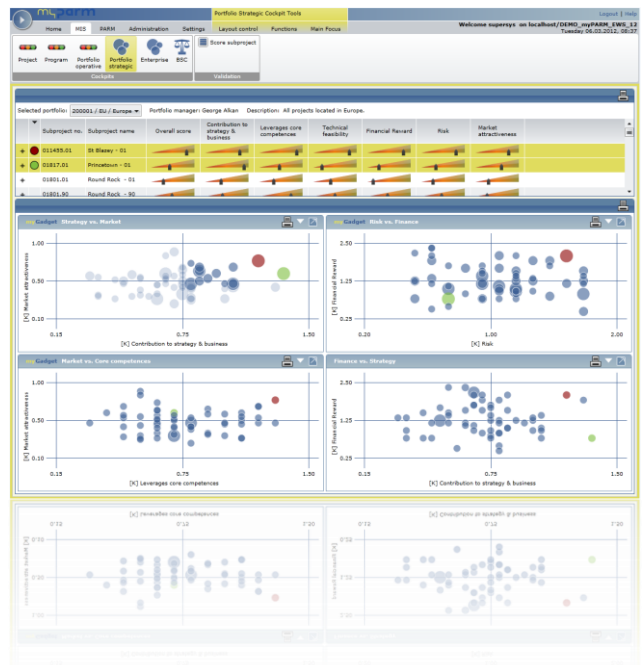 myparm
Portfolio Strategic Cockpit Tools
Logout | Help
Home MIS PARM Administration Settings Layout control Functions Main Focus
Welcome supersys on localhost/DEMO_myPARM_EWS_12
Tuesday 06.03.2012, 08:37
Score subproject
Project Program Portfolio operative Portfolio strategic Enterprise BSC
Cockpits Validation
Selected portfolio: 200001 / EU / Europe Portfolio manager: George Alkan Description: All projects located in Europe.
Subproject no. Subproject name Overall score Contribution to strategy & business Leverages core competences Technical feasibility Financial Reward Risk Market attractiveness
011453.01 St Blazey - 01
01817.01 Princetown - 01
01801.01 Round Rock - 01
01801.90 Round Rock - 90
myGadget Strategy vs. Market
[K] Market attractiveness
1.00
0.50
0.10
0.15 0.75 1.50
[K] Contribution to strategy & business
myGadget Risk vs. Finance
[K] Financial Reward
2.50
1.25
0.25
0.20 1.00 2.00
[K] Risk
myGadget Market vs. Core competences
[K] Market attractiveness
1.00
0.50
0.10
0.15 0.75 1.50
[K] Leverages core competences
Finance vs. Strategy
[K] Financial Reward
2.50
1.25
0.25
0.15 0.75 1.50
[K] Contribution to strategy & business